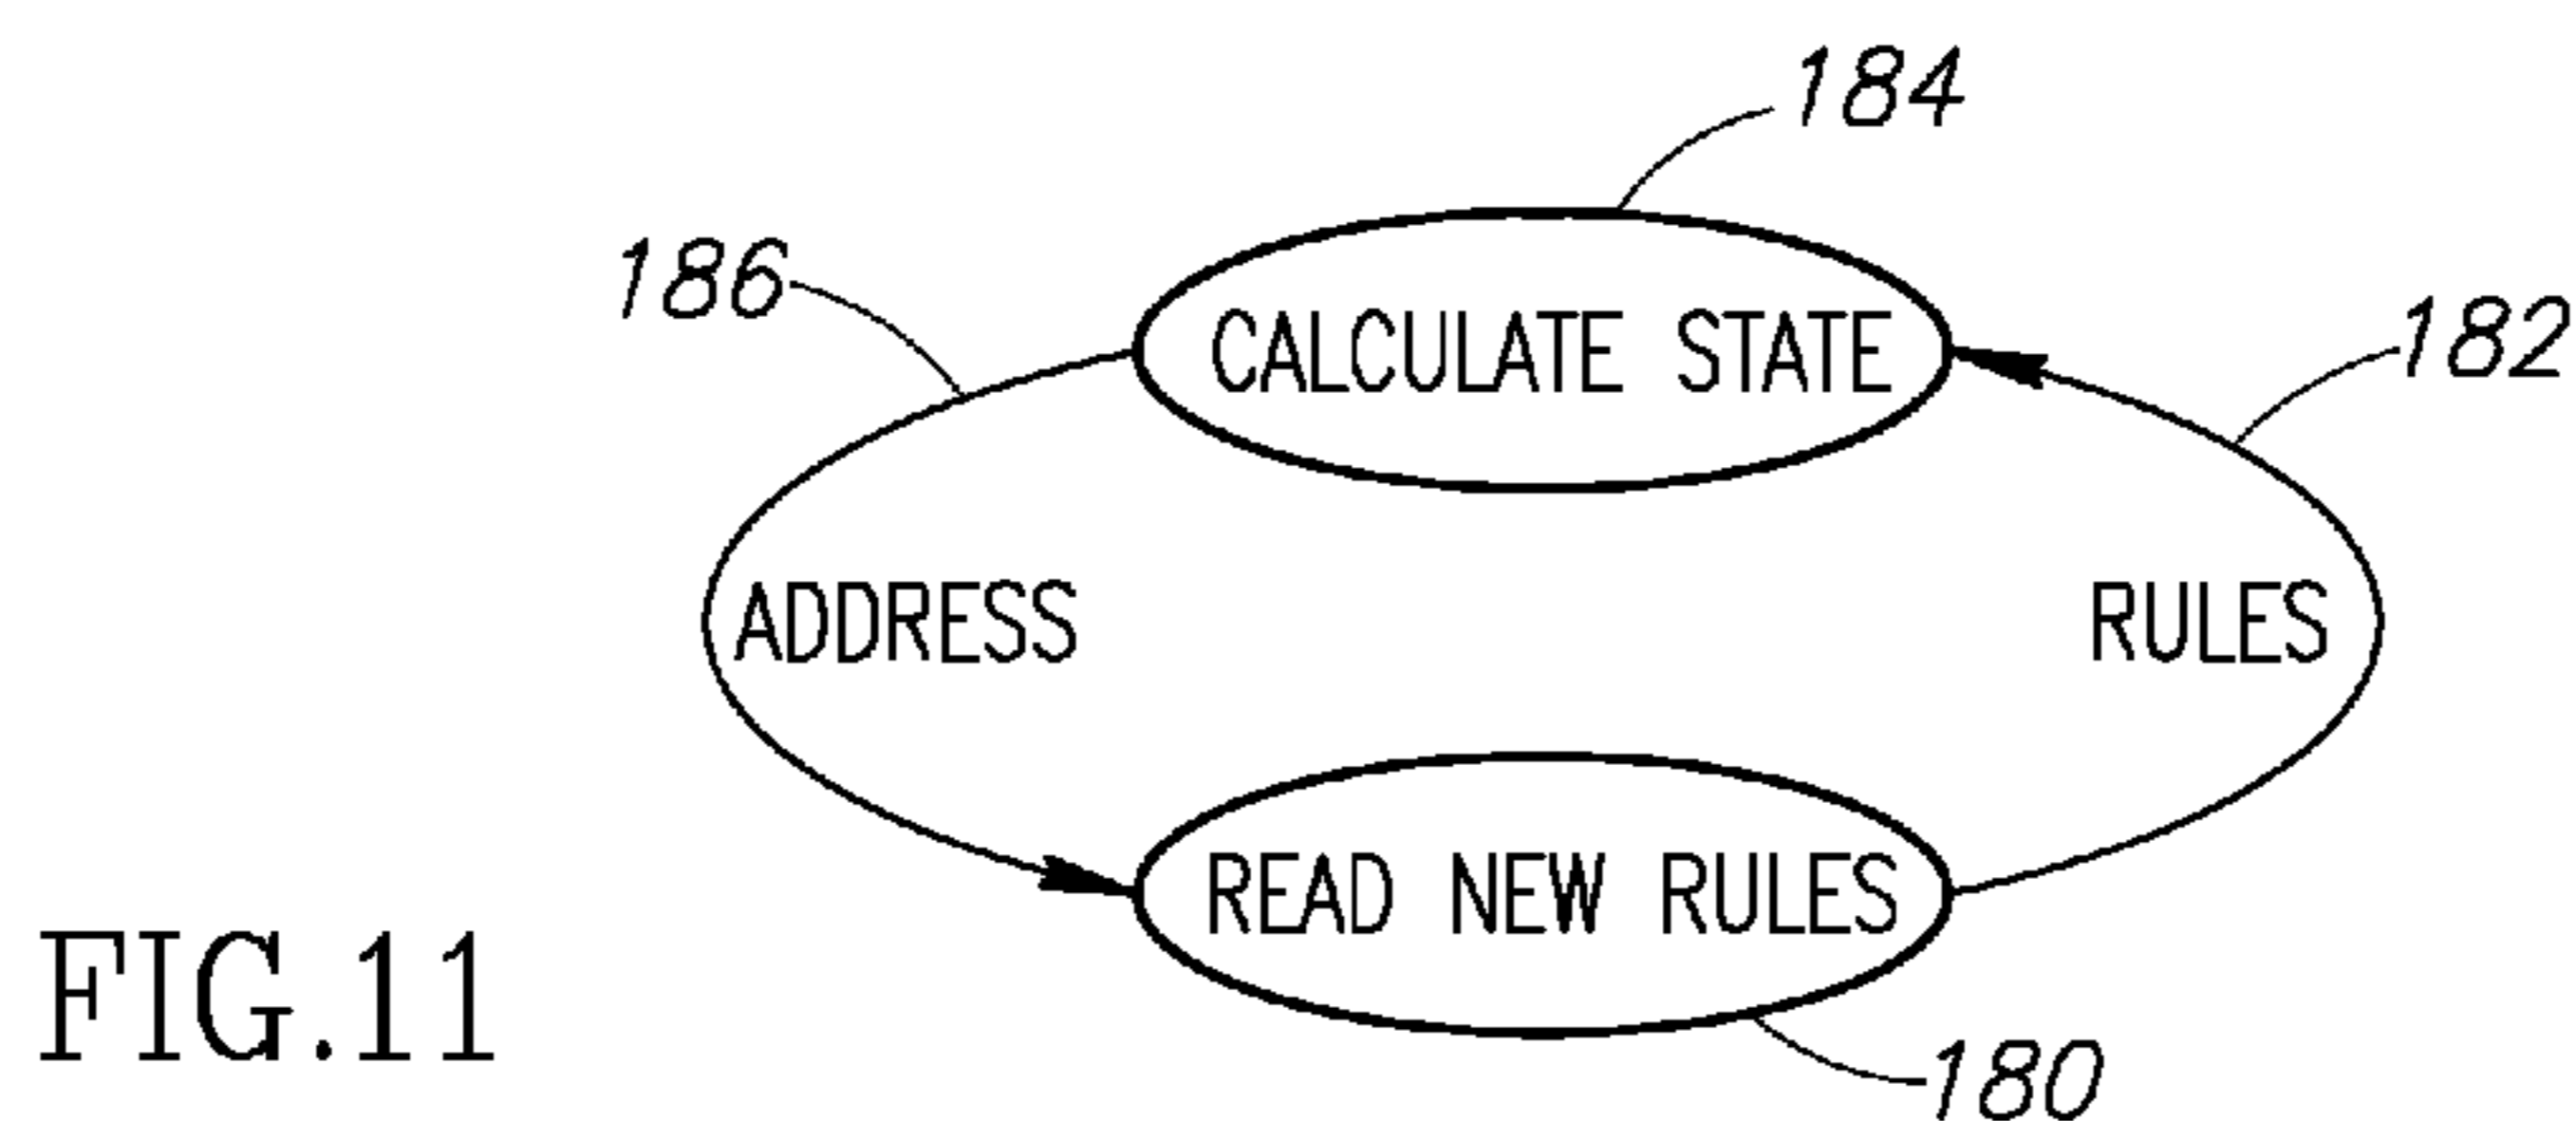 184
186
182
CALCULATE STATE
ADDRESS
RULES
READ NEW RULES
FIG.11
180